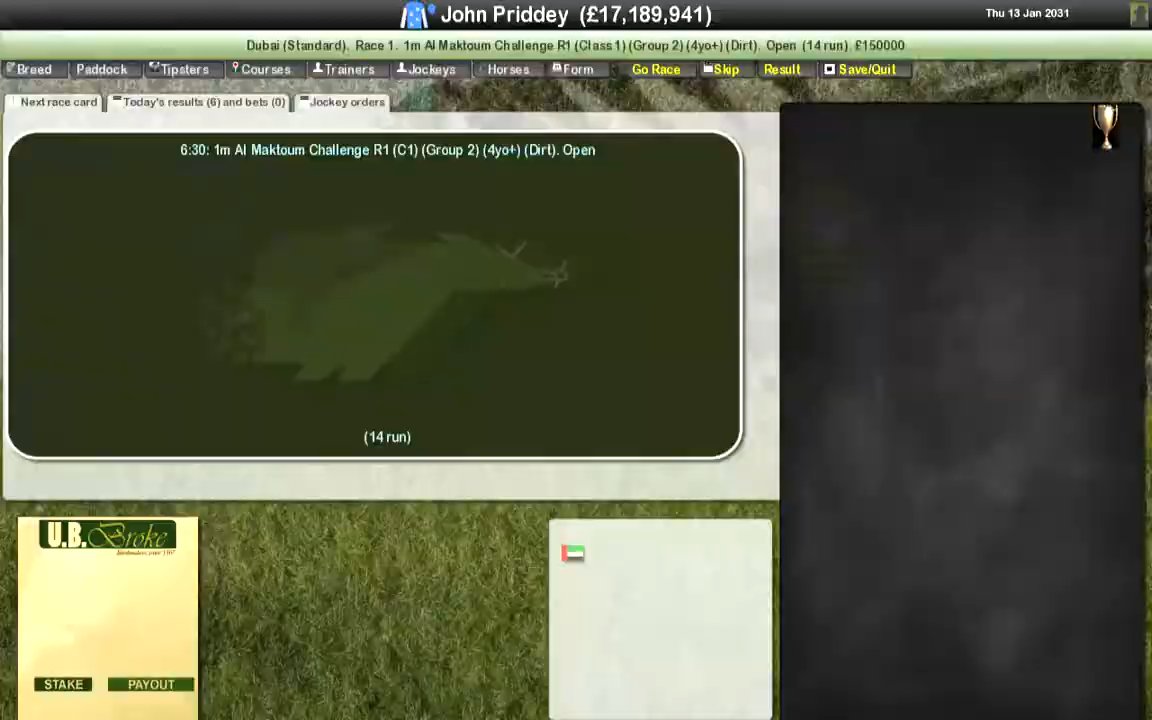 John Priddey (£17,189,941)
Thu 13 Jan 2031
Dubai (Standard). Race 1. 1m Al Maktoum Challenge R1 (Class 1) (Group 2) (4yo+) (Dirt). Open (14 run). £150000
Breed Paddock Tipsters Courses Trainers Jockeys Horses Form Go Race Skip Result Save/Quit
Next race card Today's results (6) and bets (0) Jockey orders
6:30: 1m Al Maktoum Challenge R1 (C1) (Group 2) (4yo+) (Dirt). Open
(14 run)
U.B. Broke
STAKE PAYOUT